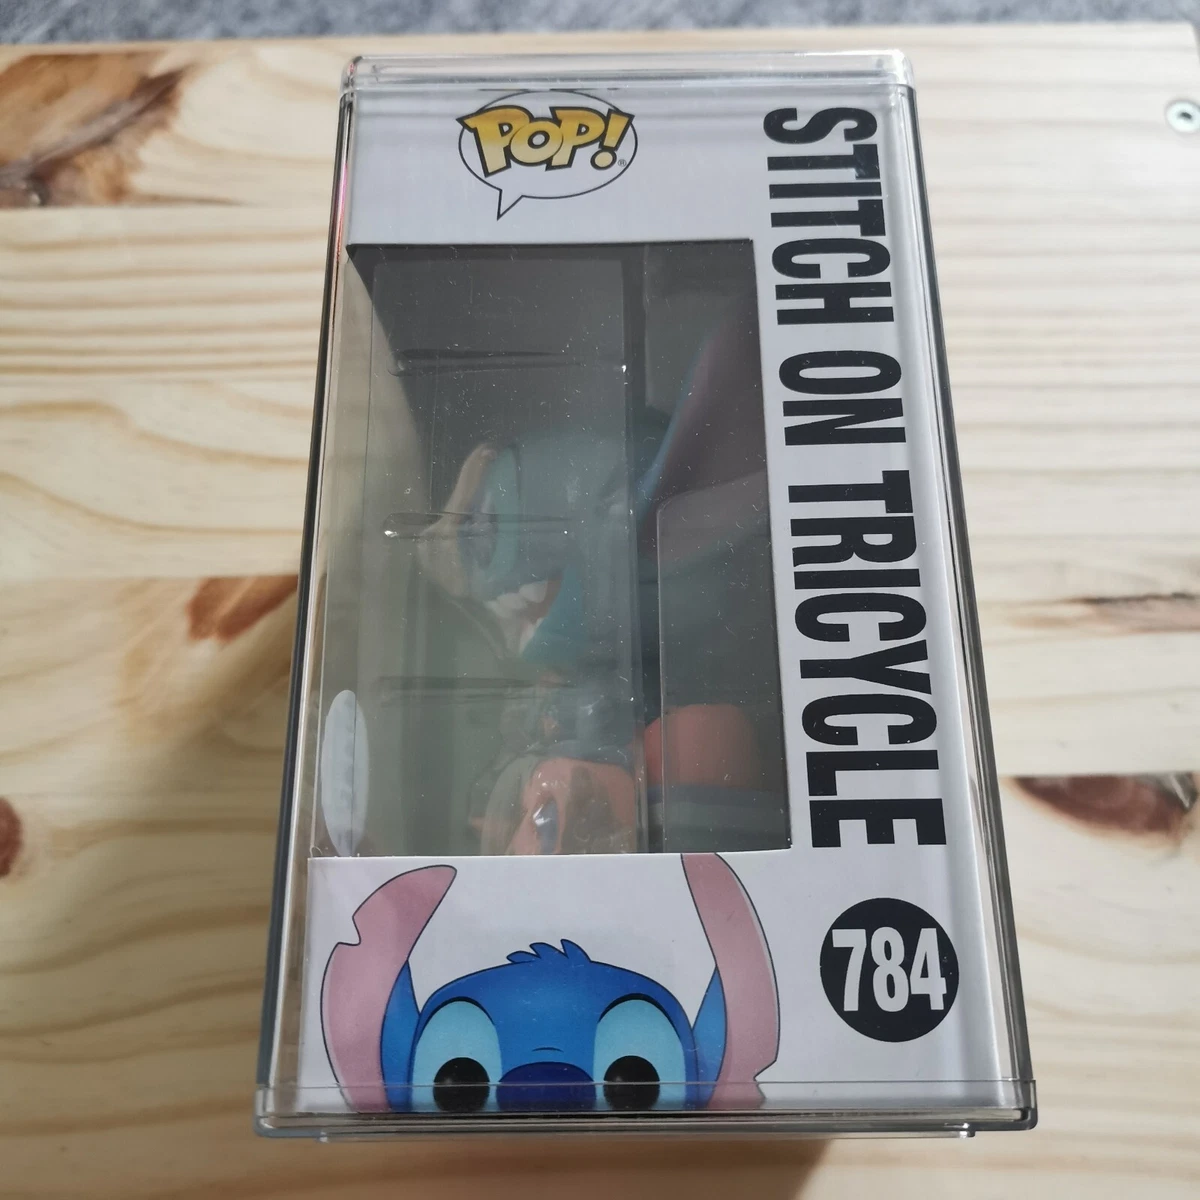 POP!
®
STITCH ON TRICYCLE
784